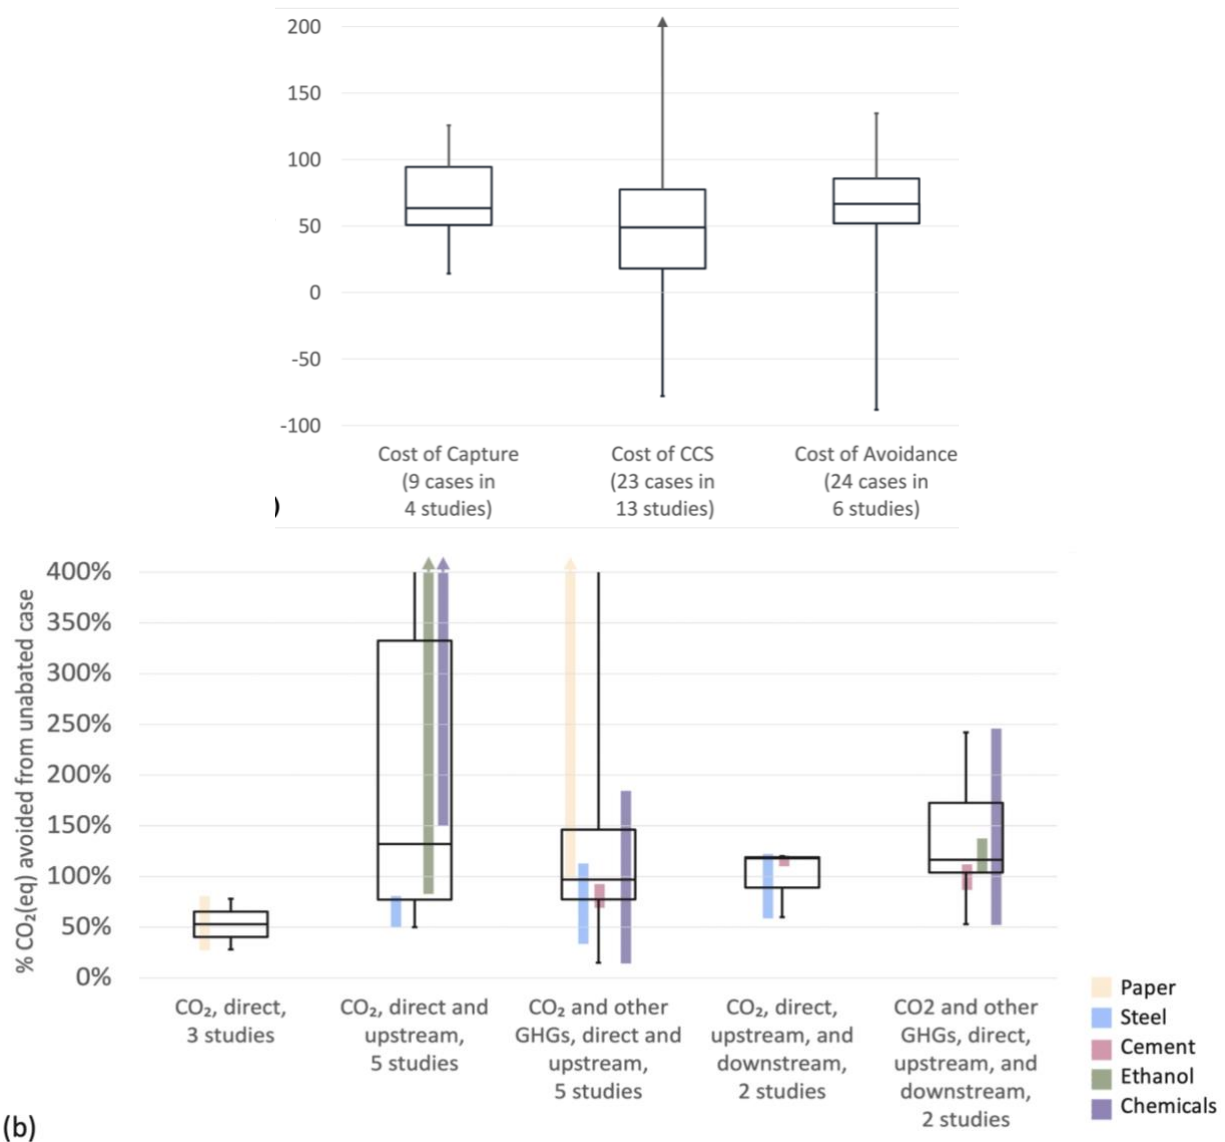 200
150
100
50
0
-50
-100
Cost of Capture
(9 cases in
4 studies)
Cost of CCS
(23 cases in
13 studies)
Cost of Avoidance
(24 cases in
6 studies)
)
% CO₂(eq) avoided from unabated case
400%
350%
300%
250%
200%
150%
100%
50%
0%
CO₂, direct,
3 studies
CO₂, direct and
upstream,
5 studies
CO₂ and other
GHGs, direct and
upstream,
5 studies
CO₂, direct,
upstream, and
downstream,
2 studies
CO2 and other
GHGs, direct,
upstream, and
downstream,
2 studies
Paper
Steel
Cement
Ethanol
Chemicals
(b)